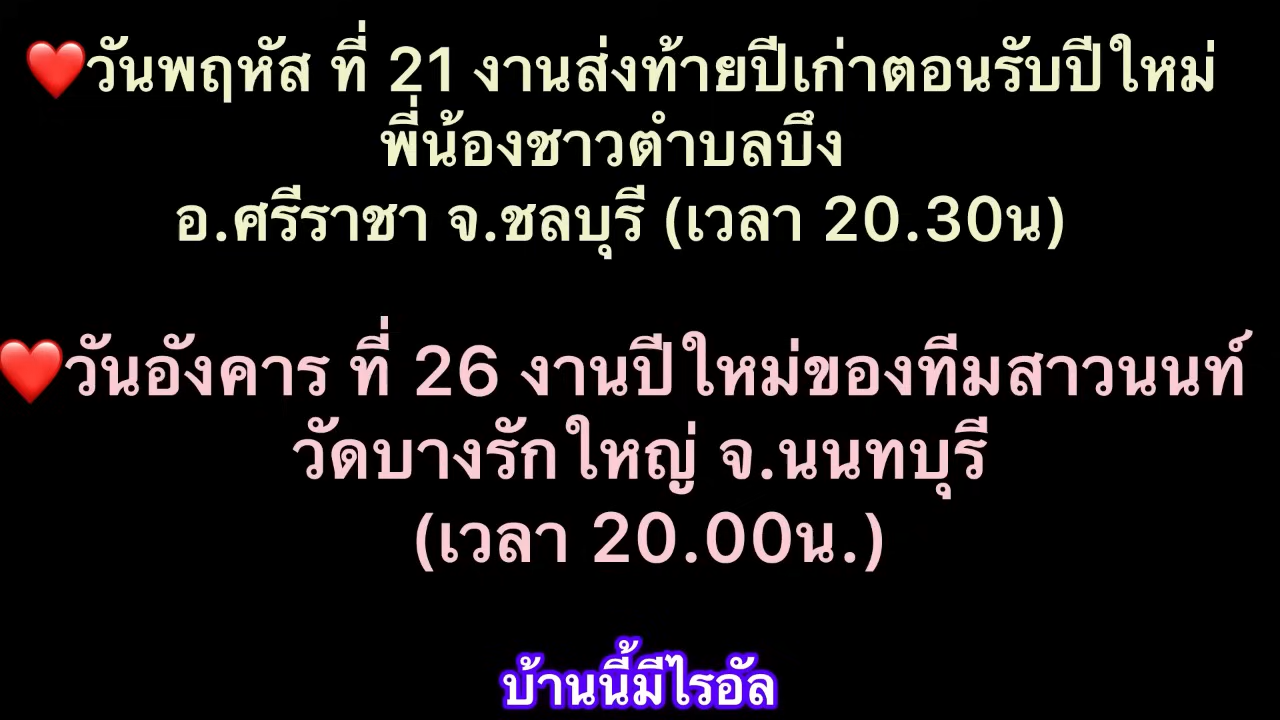 ❤️วันพฤหัส ที่ 21 งานส่งท้ายปีเก่าตอนรับปีใหม่
พี่น้องชาวตำบลบึง
อ.ศรีราชา จ.ชลบุรี (เวลา 20.30น)
❤️วันอังคาร ที่ 26 งานปีใหม่ของทีมสาวนนท์
วัดบางรักใหญ่ จ.นนทบุรี
(เวลา 20.00น.)
บ้านนี้มีไรอัล